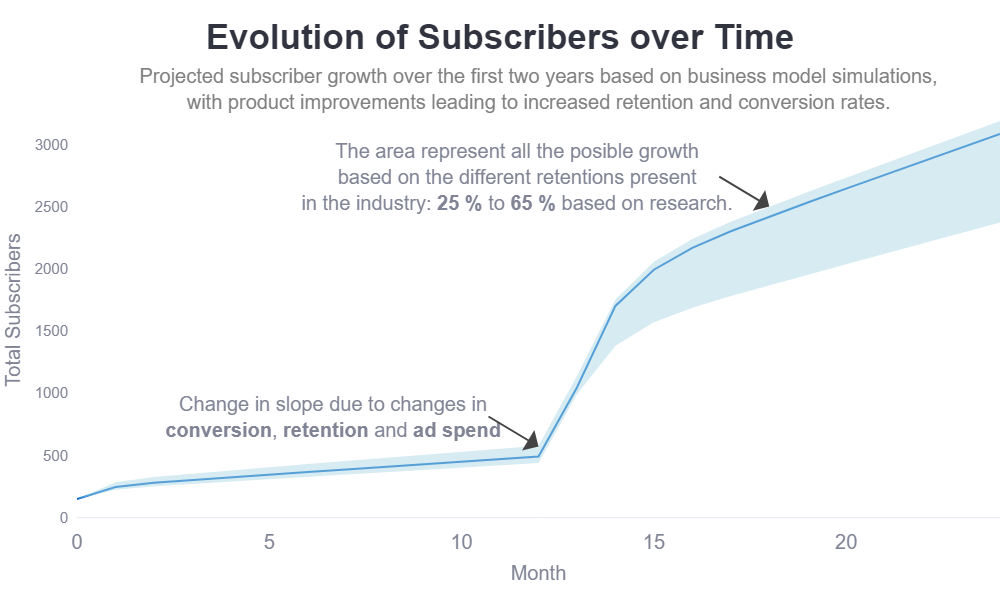 Evolution of Subscribers over Time
Projected subscriber growth over the first two years based on business model simulations,
with product improvements leading to increased retention and conversion rates.
The area represent all the posible growth
based on the different retentions present
in the industry: 25 % to 65 % based on research.
Change in slope due to changes in
conversion, retention and ad spend
Total Subscribers
3000
2500
2000
1500
1000
500
0
0 5 10 15 20
Month